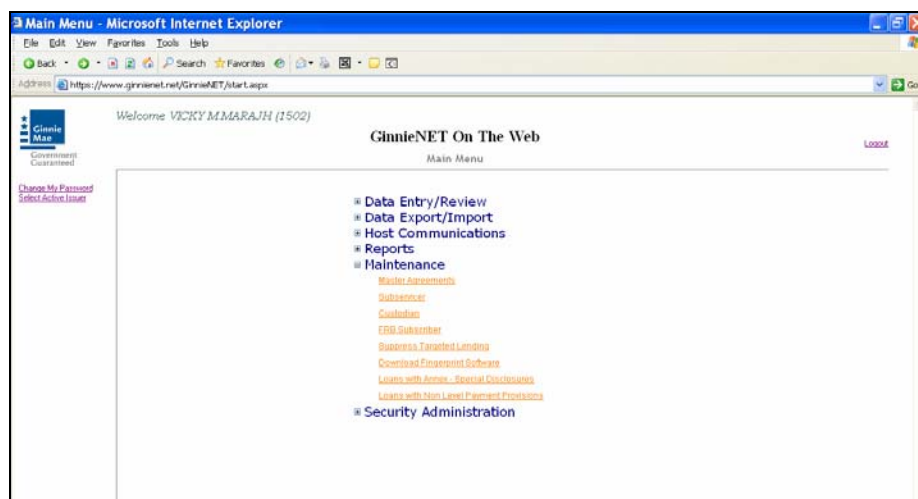 Main Menu - Microsoft Internet Explorer
File Edit View Favorites Tools Help
Back Search Favorites
Address https://www.ginnienet.net/GinnieNET/start.aspx Go
Welcome VICKY M.MARAJH (1502)
Ginnie Mae
Government Guaranteed
GinnieNET On The Web
Logout
Main Menu
Change My Password
Select Active Issuer
Data Entry/Review
Data Export/Import
Host Communications
Reports
Maintenance
Master Agreements
Subservicer
Custodian
FRB Subscriber
Suppress Targeted Lending
Download Fingerprint Software
Loans with Annex - Special Disclosures
Loans with Non Level Payment Provisions
Security Administration